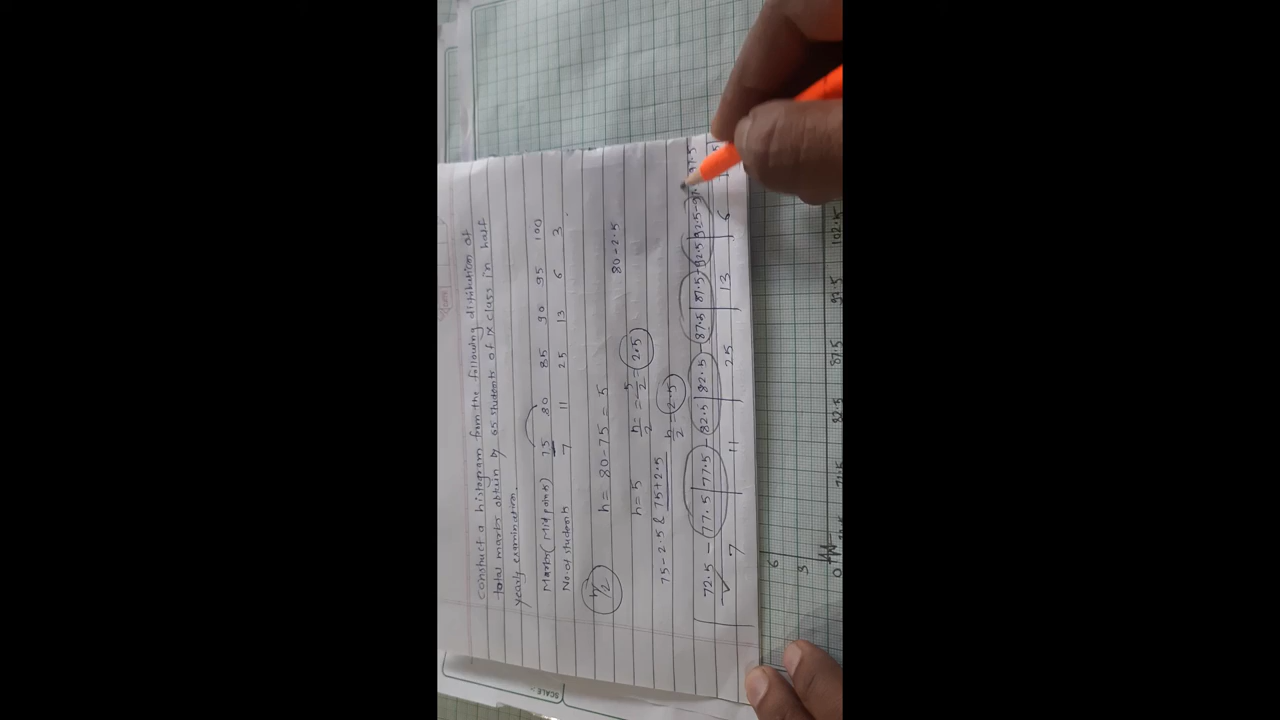 constuct a histogram from the following distribution of
total marks obtain by 65 students of IX class in half
yearly examination.
Marks (Mid points) 75 80 85 90 95 100
No. of students 7 11 25 13 6 3
h/2 h = 80 - 75 = 5 80 - 2.5
h = 5 h/2 = 5/2 = 2.5
75 - 2.5 & 75 + 2.5 h/2 = 2.5
72.5 - 77.5 | 77.5 - 82.5 | 82.5 - 87.5 | 87.5 - 92.5 | 92.5 - 97.5
7 11 25 13 6
6
3
0 82.5 87.5 102.5
SCALE :-